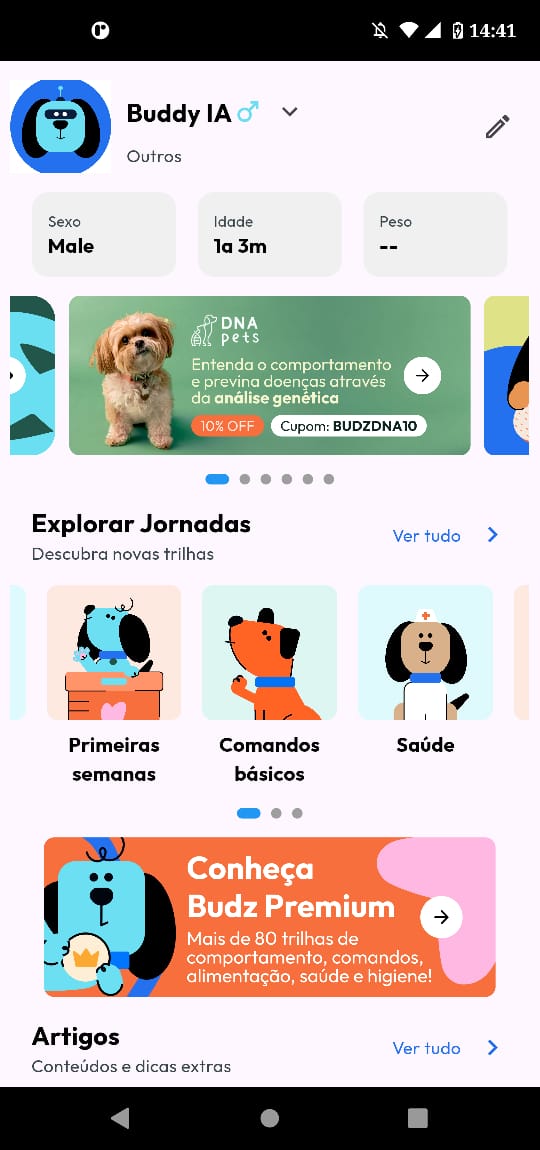 14:41
Buddy IA
Outros
Sexo
Male
Idade
1a 3m
Peso
--
DNA
pets
Entenda o comportamento
e previna doenças através
da análise genética
10% OFF
Cupom: BUDZDNA10
Explorar Jornadas
Ver tudo
Descubra novas trilhas
Primeiras
semanas
Comandos
básicos
Saúde
Conheça
Budz Premium
Mais de 80 trilhas de
comportamento, comandos,
alimentação, saúde e higiene!
Artigos
Ver tudo
Conteúdos e dicas extras